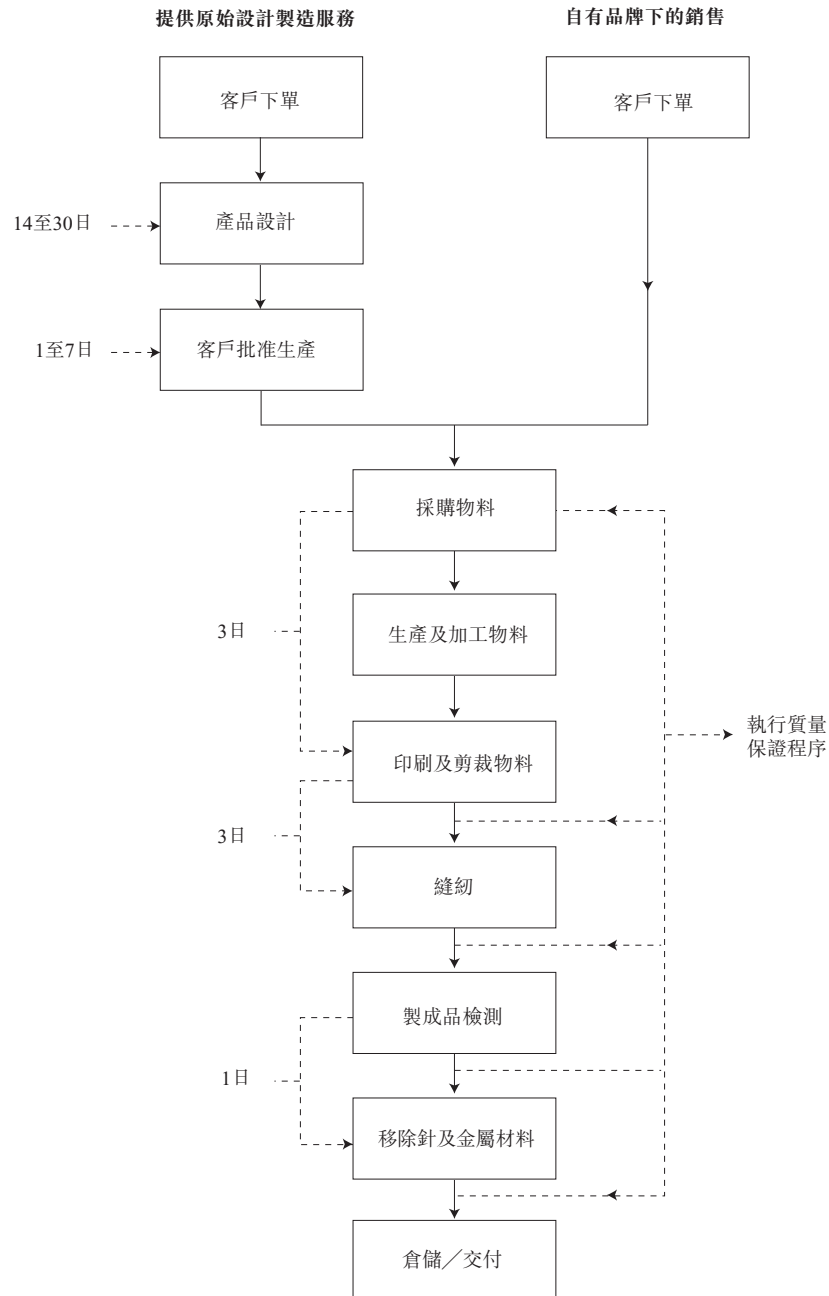 提供原始設計製造服務
自有品牌下的銷售
客戶下單
客戶下單
14至30日
產品設計
1至7日
客戶批准生產
採購物料
3日
生產及加工物料
執行質量
保證程序
印刷及剪裁物料
3日
縫紉
製成品檢測
1日
移除針及金屬材料
倉儲／交付